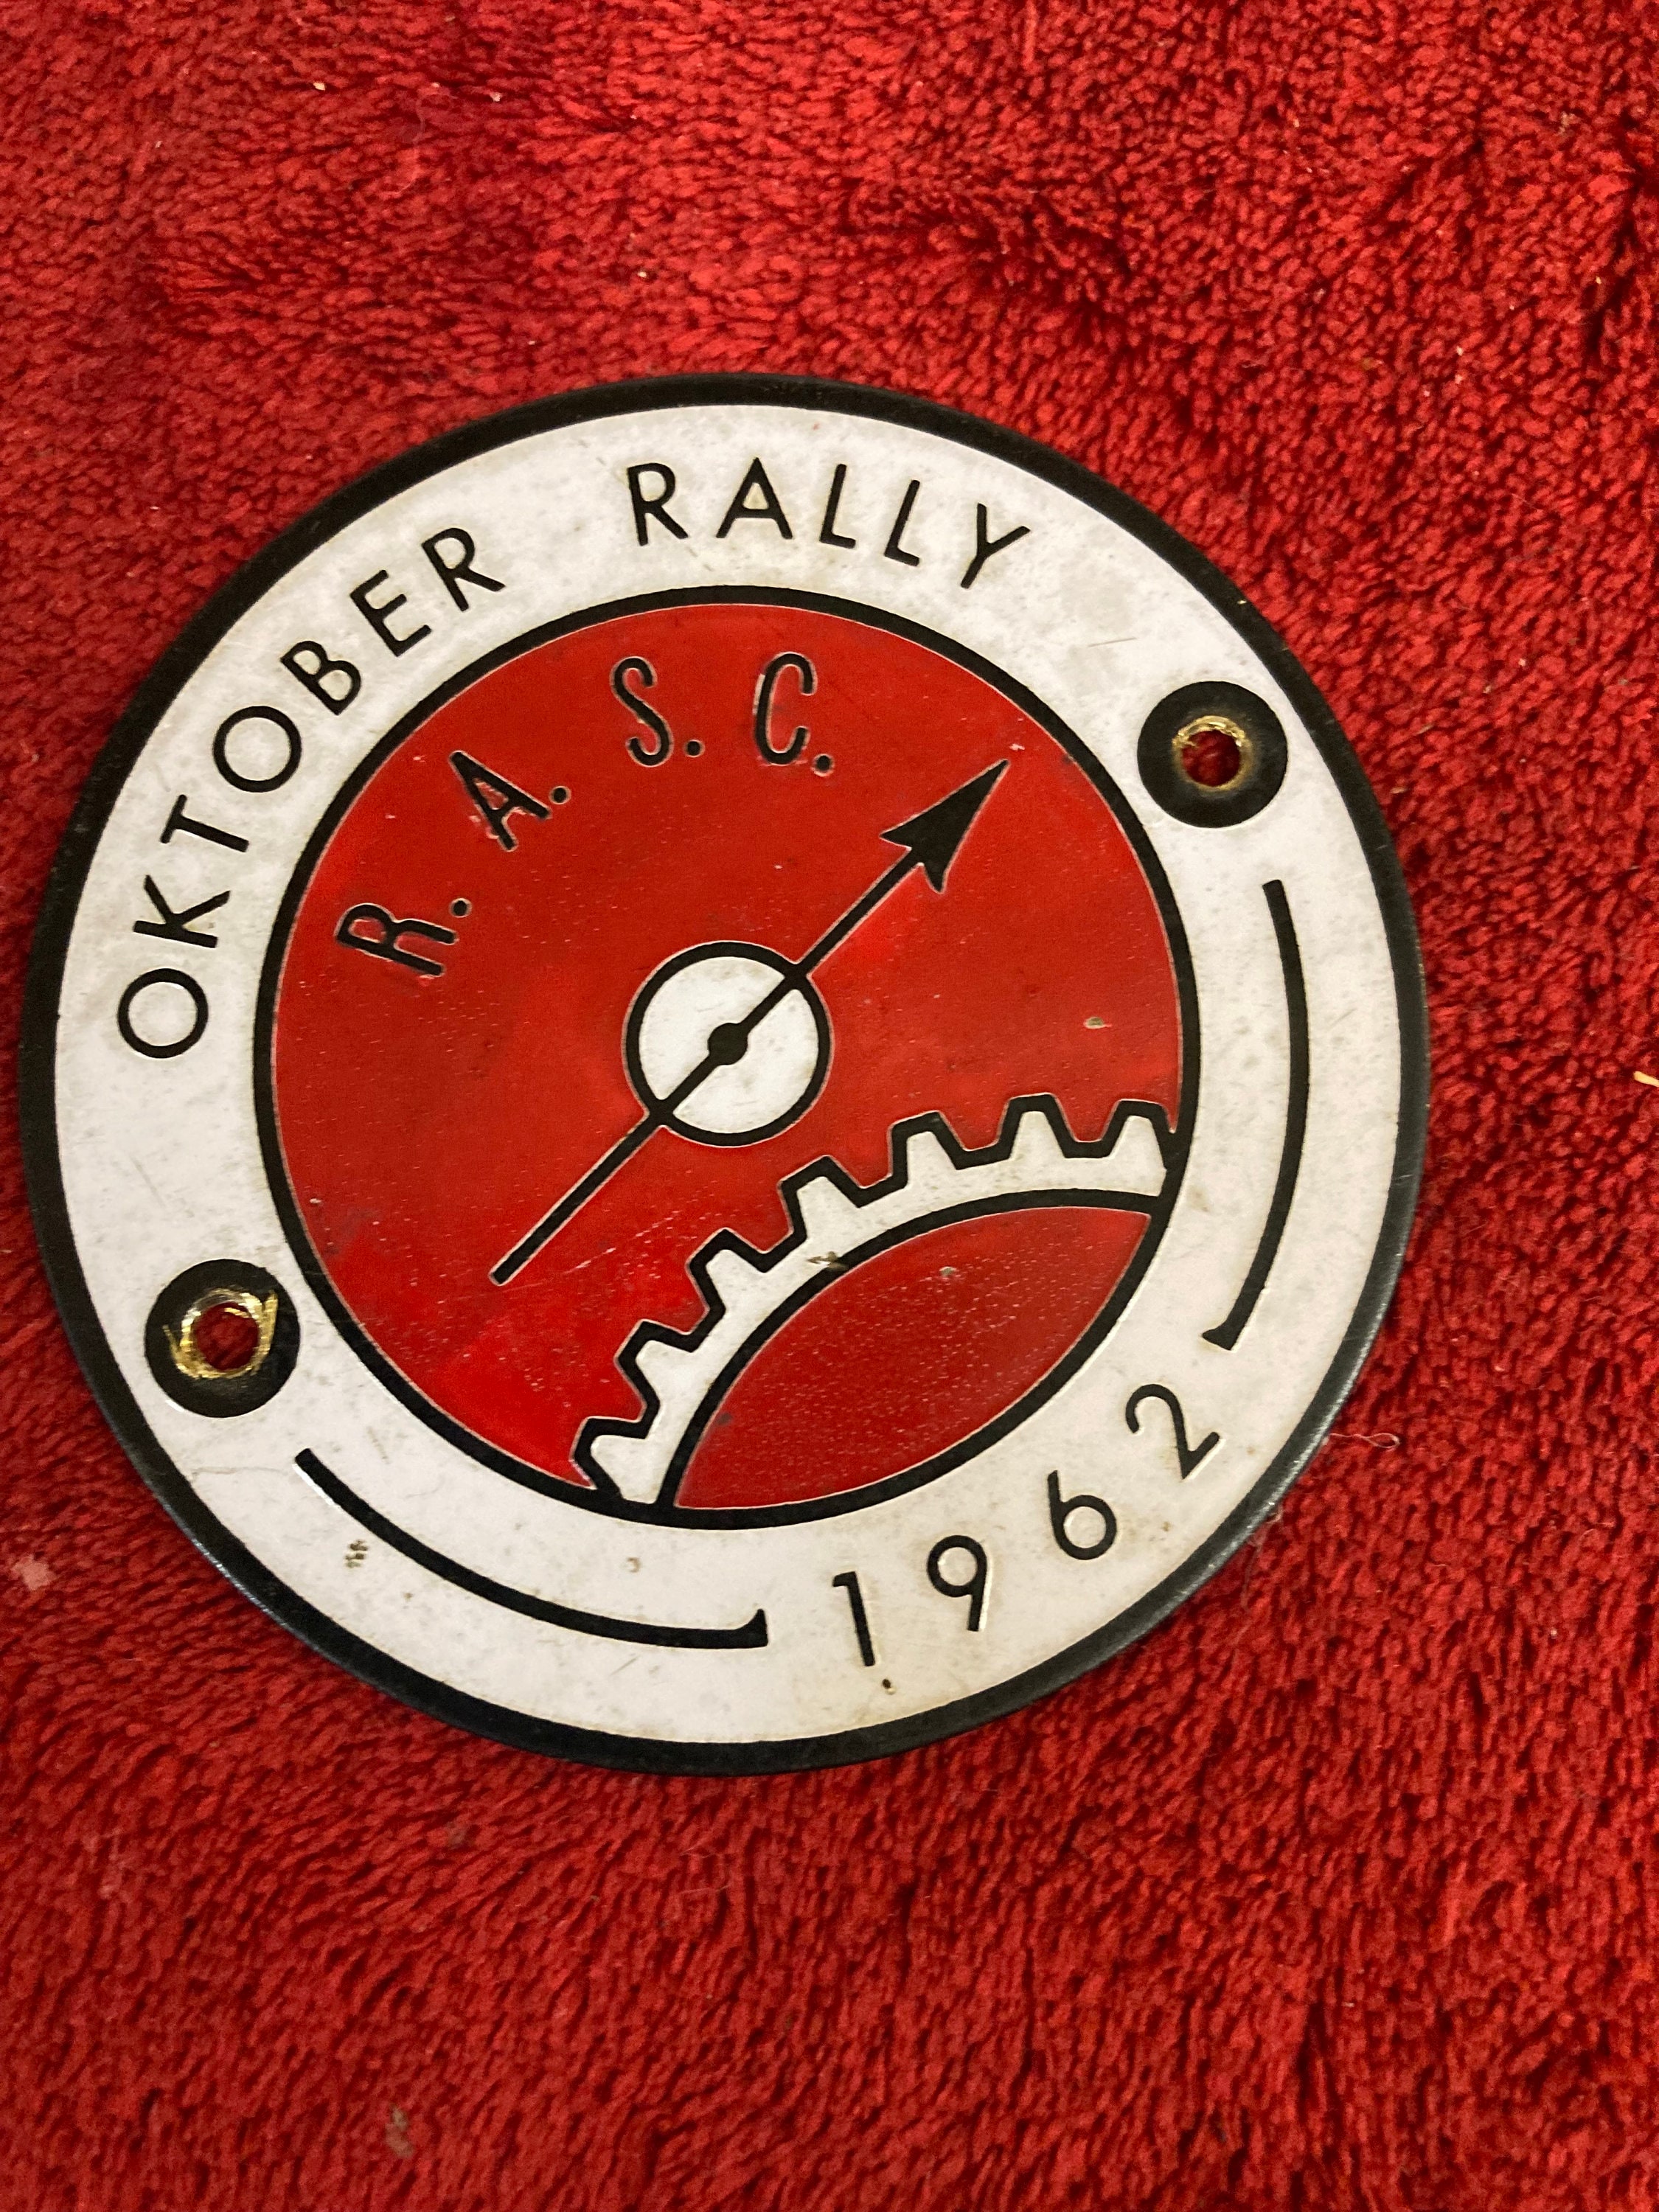 OKTOBER RALLY
R. A. S. C.
1962